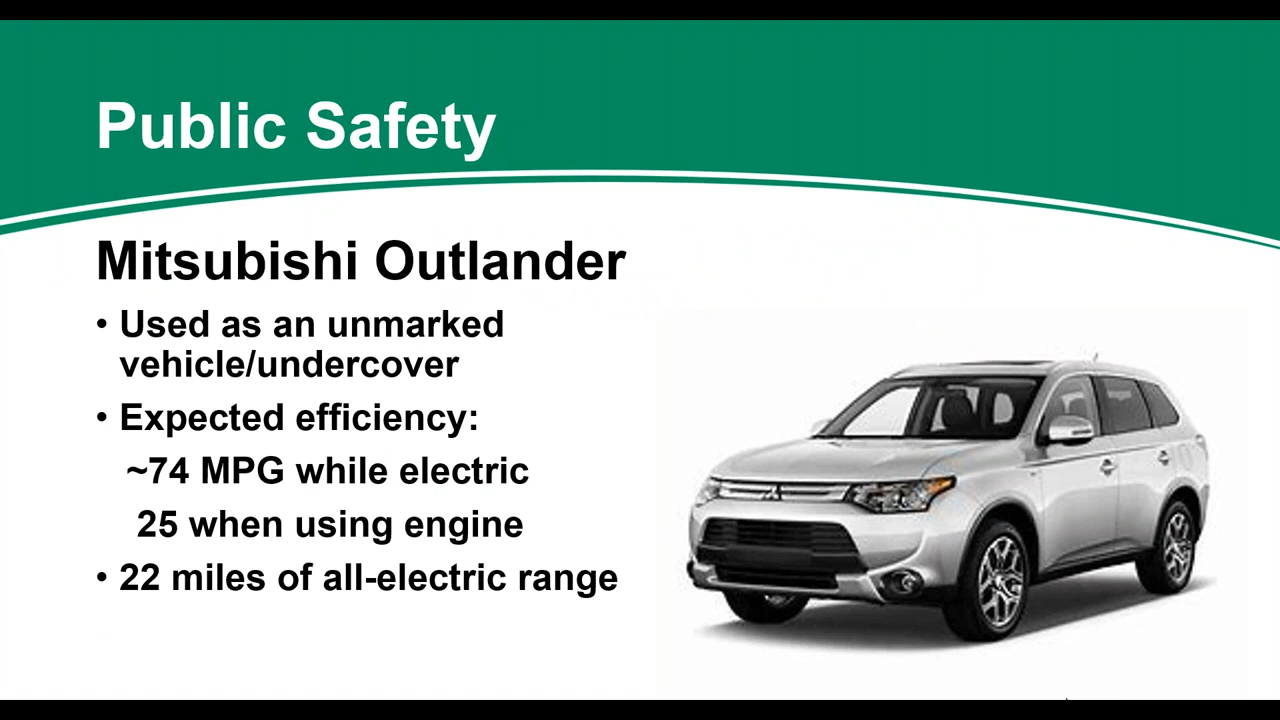 Public Safety
Mitsubishi Outlander
• Used as an unmarked
vehicle/undercover
• Expected efficiency:
~74 MPG while electric
25 when using engine
• 22 miles of all-electric range